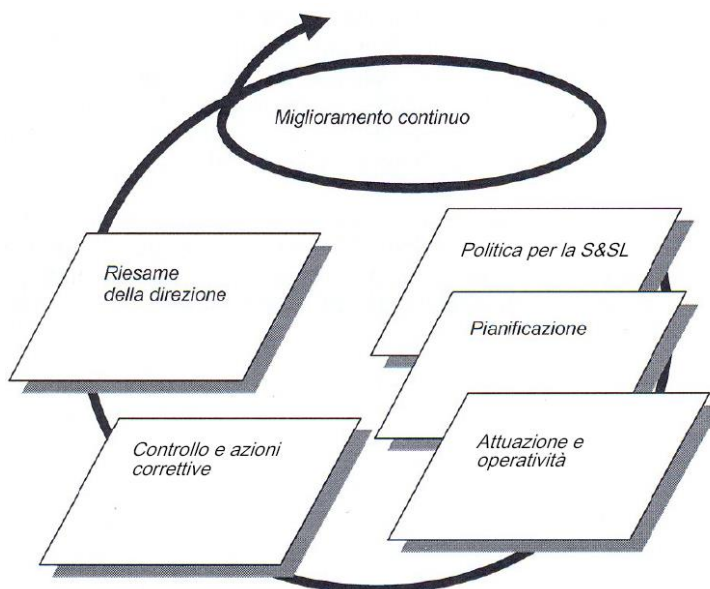 Miglioramento continuo
Politica per la S&SL
Riesame
della direzione
Pianificazione
Controllo e azioni
correttive
Attuazione e
operatività